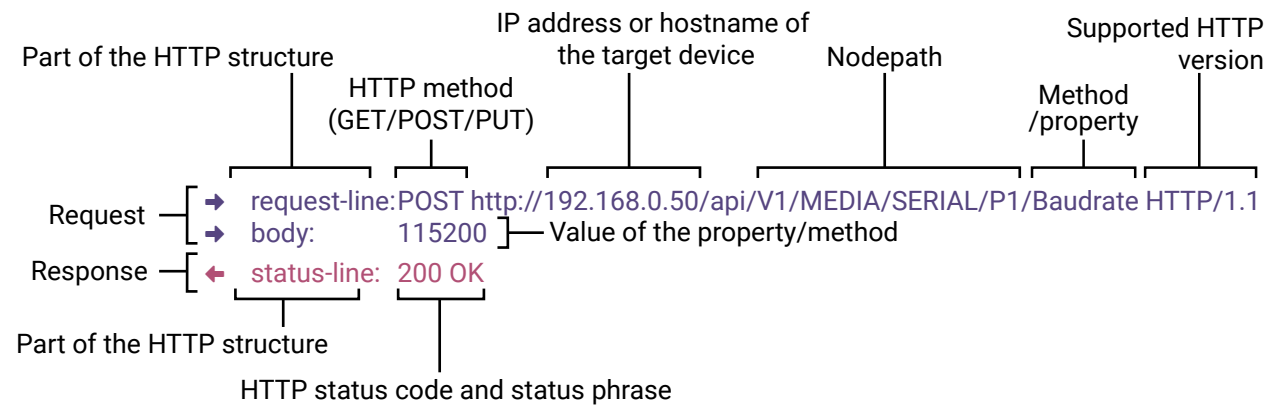 IP address or hostname of
the target device
Supported HTTP
version
Part of the HTTP structure
Nodepath
HTTP method
(GET/POST/PUT)
Method
/property
Request
request-line: POST http://192.168.0.50/api/V1/MEDIA/SERIAL/P1/Baudrate HTTP/1.1
body: 115200
Value of the property/method
Response
status-line: 200 OK
Part of the HTTP structure
HTTP status code and status phrase